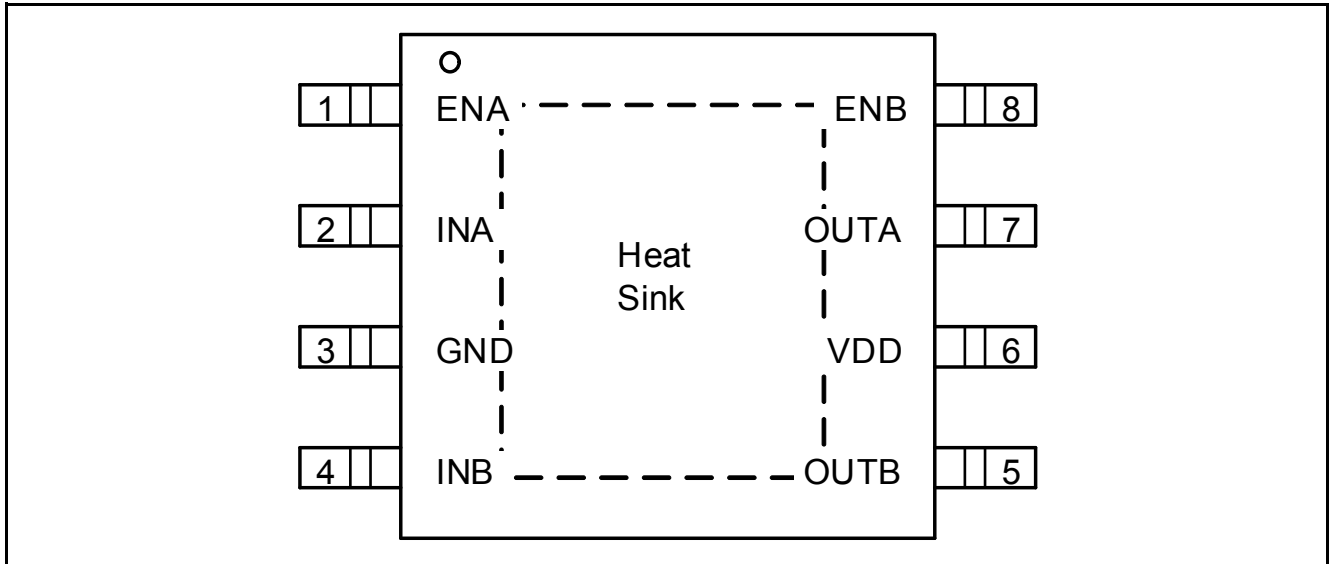 1 ENA ENB 8
2 INA OUTA 7
Heat
Sink
3 GND VDD 6
4 INB OUTB 5